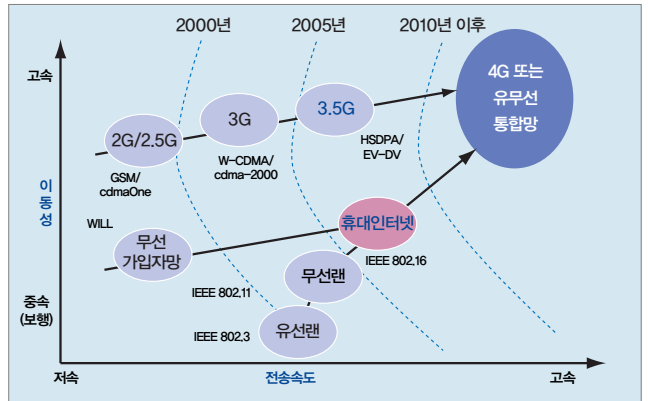 2000년
2005년
2010년 이후
고속
4G 또는
유무선
통합망
3.5G
3G
2G/2.5G
HSDPA/
EV-DV
W-CDMA/
cdma-2000
GSM/
cdmaOne
이동성
WILL
휴대인터넷
무선
가입자망
IEEE 802.16
무선랜
IEEE 802.11
중속
(보행)
유선랜
IEEE 802.3
저속
전송속도
고속